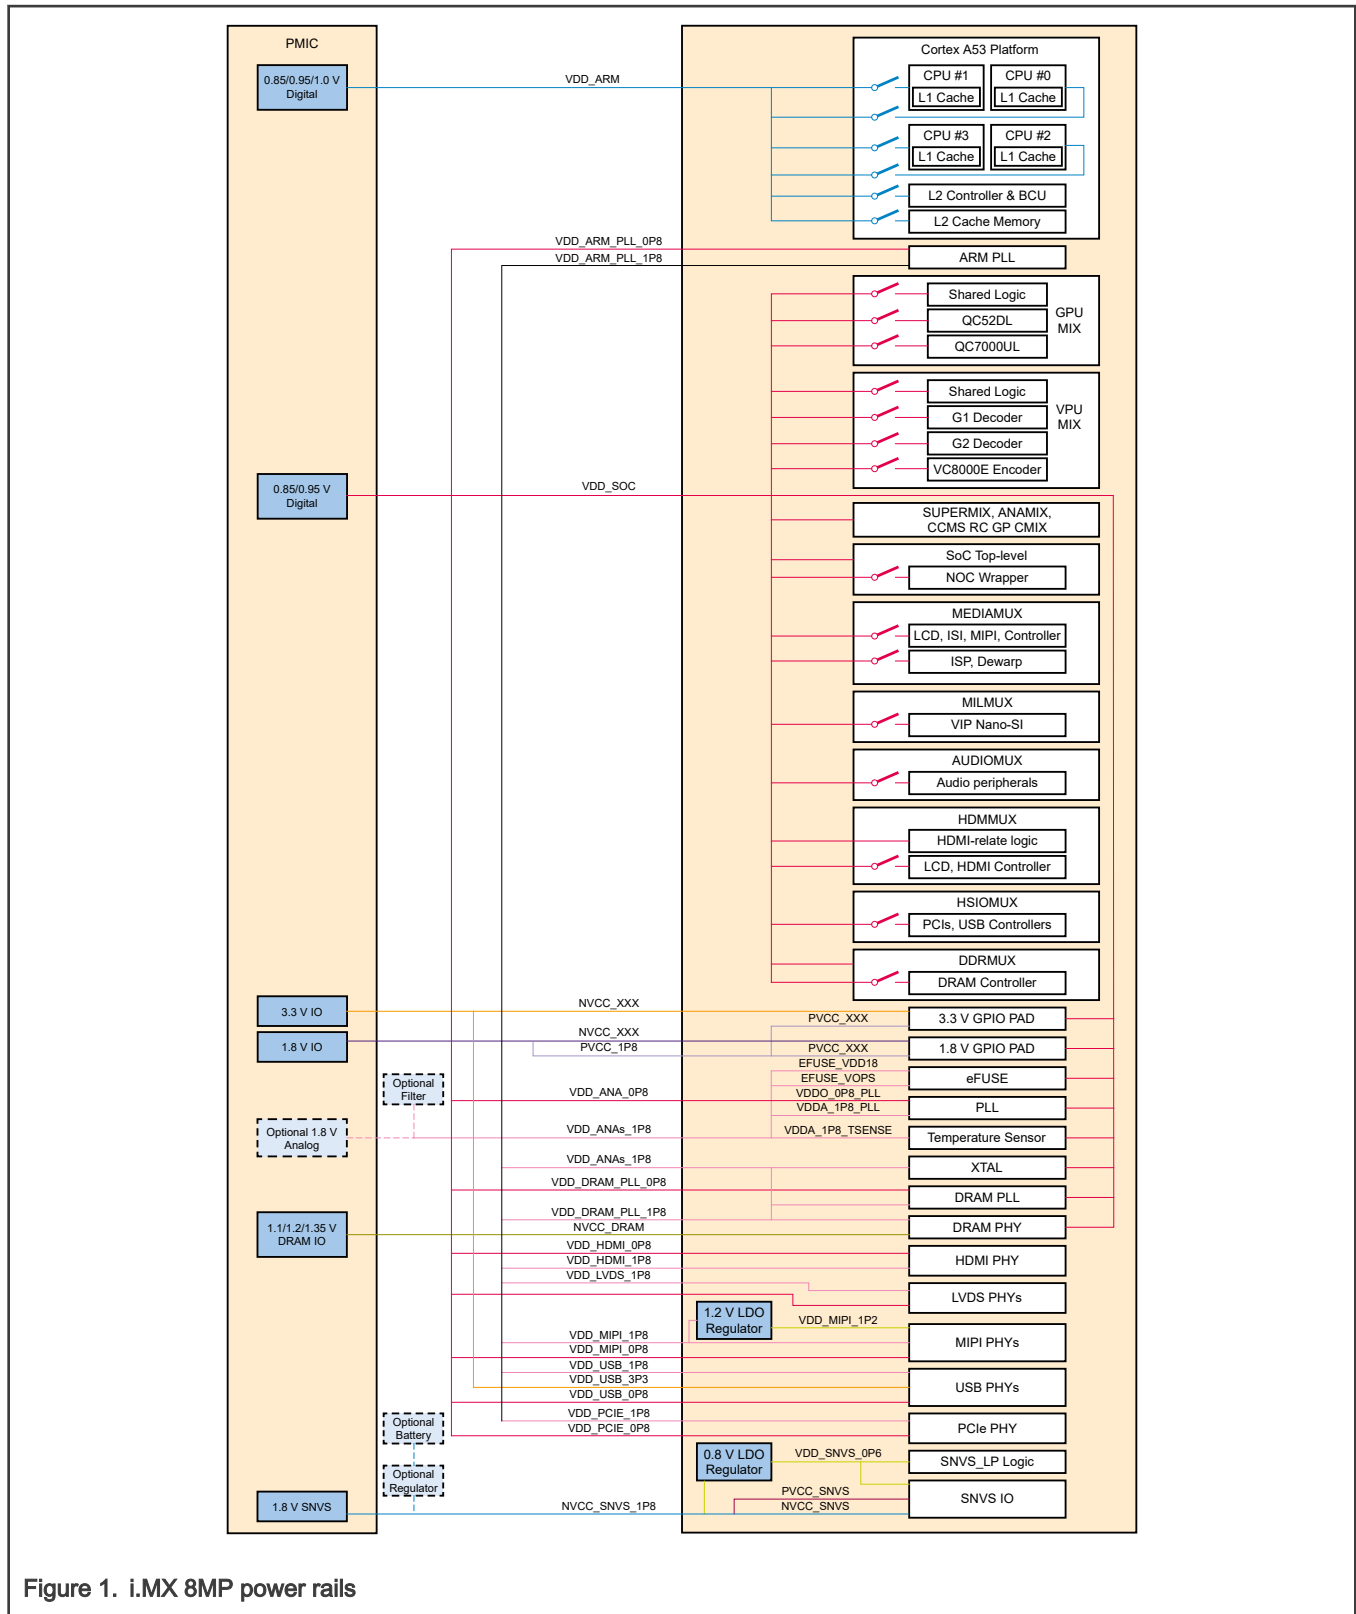 PMIC
Cortex A53 Platform
0.85/0.95/1.0 V
Digital
VDD_ARM
CPU #1
CPU #0
L1 Cache
L1 Cache
CPU #3
CPU #2
L1 Cache
L1 Cache
L2 Controller & BCU
L2 Cache Memory
VDD_ARM_PLL_0P8
VDD_ARM_PLL_1P8
ARM PLL
Shared Logic
GPU
MIX
QC52DL
QC7000UL
Shared Logic
VPU
MIX
G1 Decoder
G2 Decoder
VC8000E Encoder
0.85/0.95 V
Digital
VDD_SOC
SUPERMIX, ANAMIX,
CCMS RC GP CMIX
SoC Top-level
NOC Wrapper
MEDIAMUX
LCD, ISI, MIPI, Controller
ISP, Dewarp
MILMUX
VIP Nano-SI
AUDIOMUX
Audio peripherals
HDMMUX
HDMI-relate logic
LCD, HDMI Controller
HSIOMUX
PCIs, USB Controllers
DDRMUX
DRAM Controller
3.3 V IO
NVCC_XXX
PVCC_XXX
3.3 V GPIO PAD
1.8 V IO
NVCC_XXX
PVCC_1P8
PVCC_XXX
1.8 V GPIO PAD
EFUSE_VDD18
EFUSE_VOPS
eFUSE
Optional
Filter
VDD_ANA_0P8
VDDO_0P8_PLL
VDDA_1P8_PLL
PLL
Optional 1.8 V
Analog
VDD_ANAs_1P8
VDDA_1P8_TSENSE
Temperature Sensor
VDD_ANAs_1P8
XTAL
VDD_DRAM_PLL_0P8
DRAM PLL
VDD_DRAM_PLL_1P8
1.1/1.2/1.35 V
DRAM IO
NVCC_DRAM
DRAM PHY
VDD_HDMI_0P8
VDD_HDMI_1P8
HDMI PHY
VDD_LVDS_1P8
LVDS PHYs
1.2 V LDO
Regulator
VDD_MIPI_1P2
VDD_MIPI_1P8
VDD_MIPI_0P8
MIPI PHYs
VDD_USB_1P8
VDD_USB_3P3
VDD_USB_0P8
USB PHYs
VDD_PCIE_1P8
VDD_PCIE_0P8
PCIe PHY
Optional
Battery
0.8 V LDO
Regulator
VDD_SNVS_0P6
SNVS_LP Logic
Optional
Regulator
PVCC_SNVS
SNVS IO
1.8 V SNVS
NVCC_SNVS_1P8
NVCC_SNVS
Figure 1. i.MX 8MP power rails